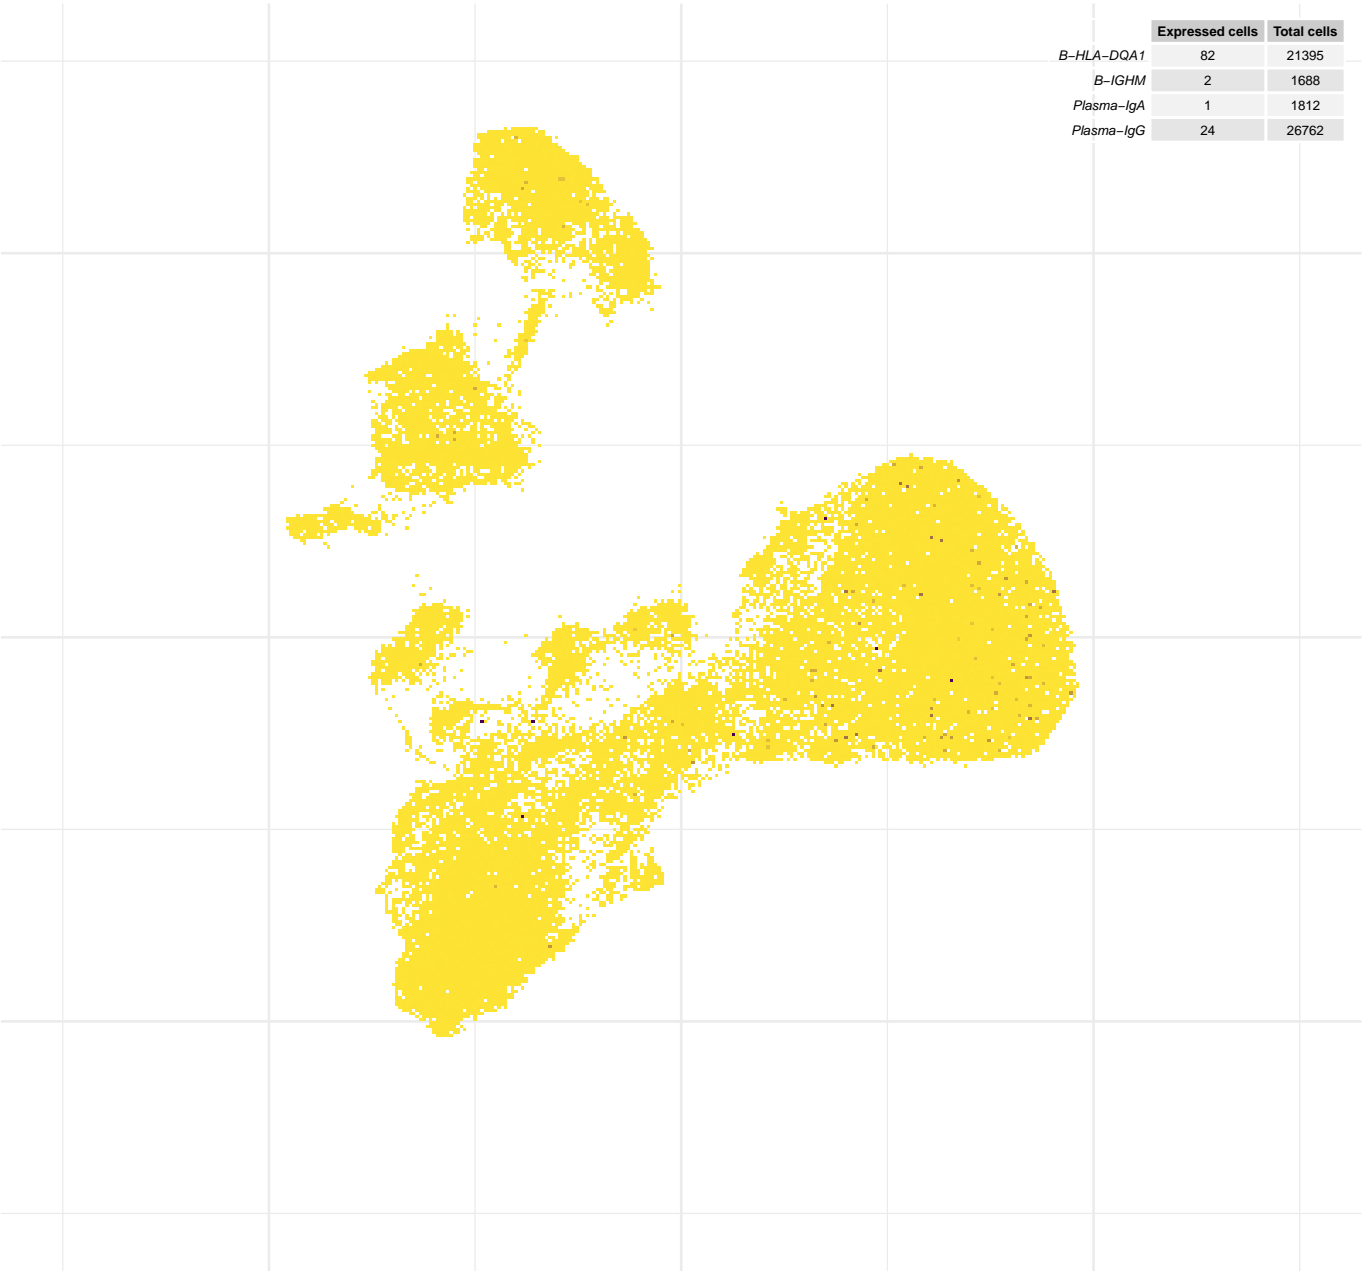 Expressed cells Total cells
B−HLA−DQA1 82 21395
B−IGHM 2 1688
Plasma−IgA 1 1812
Plasma−IgG 24 26762